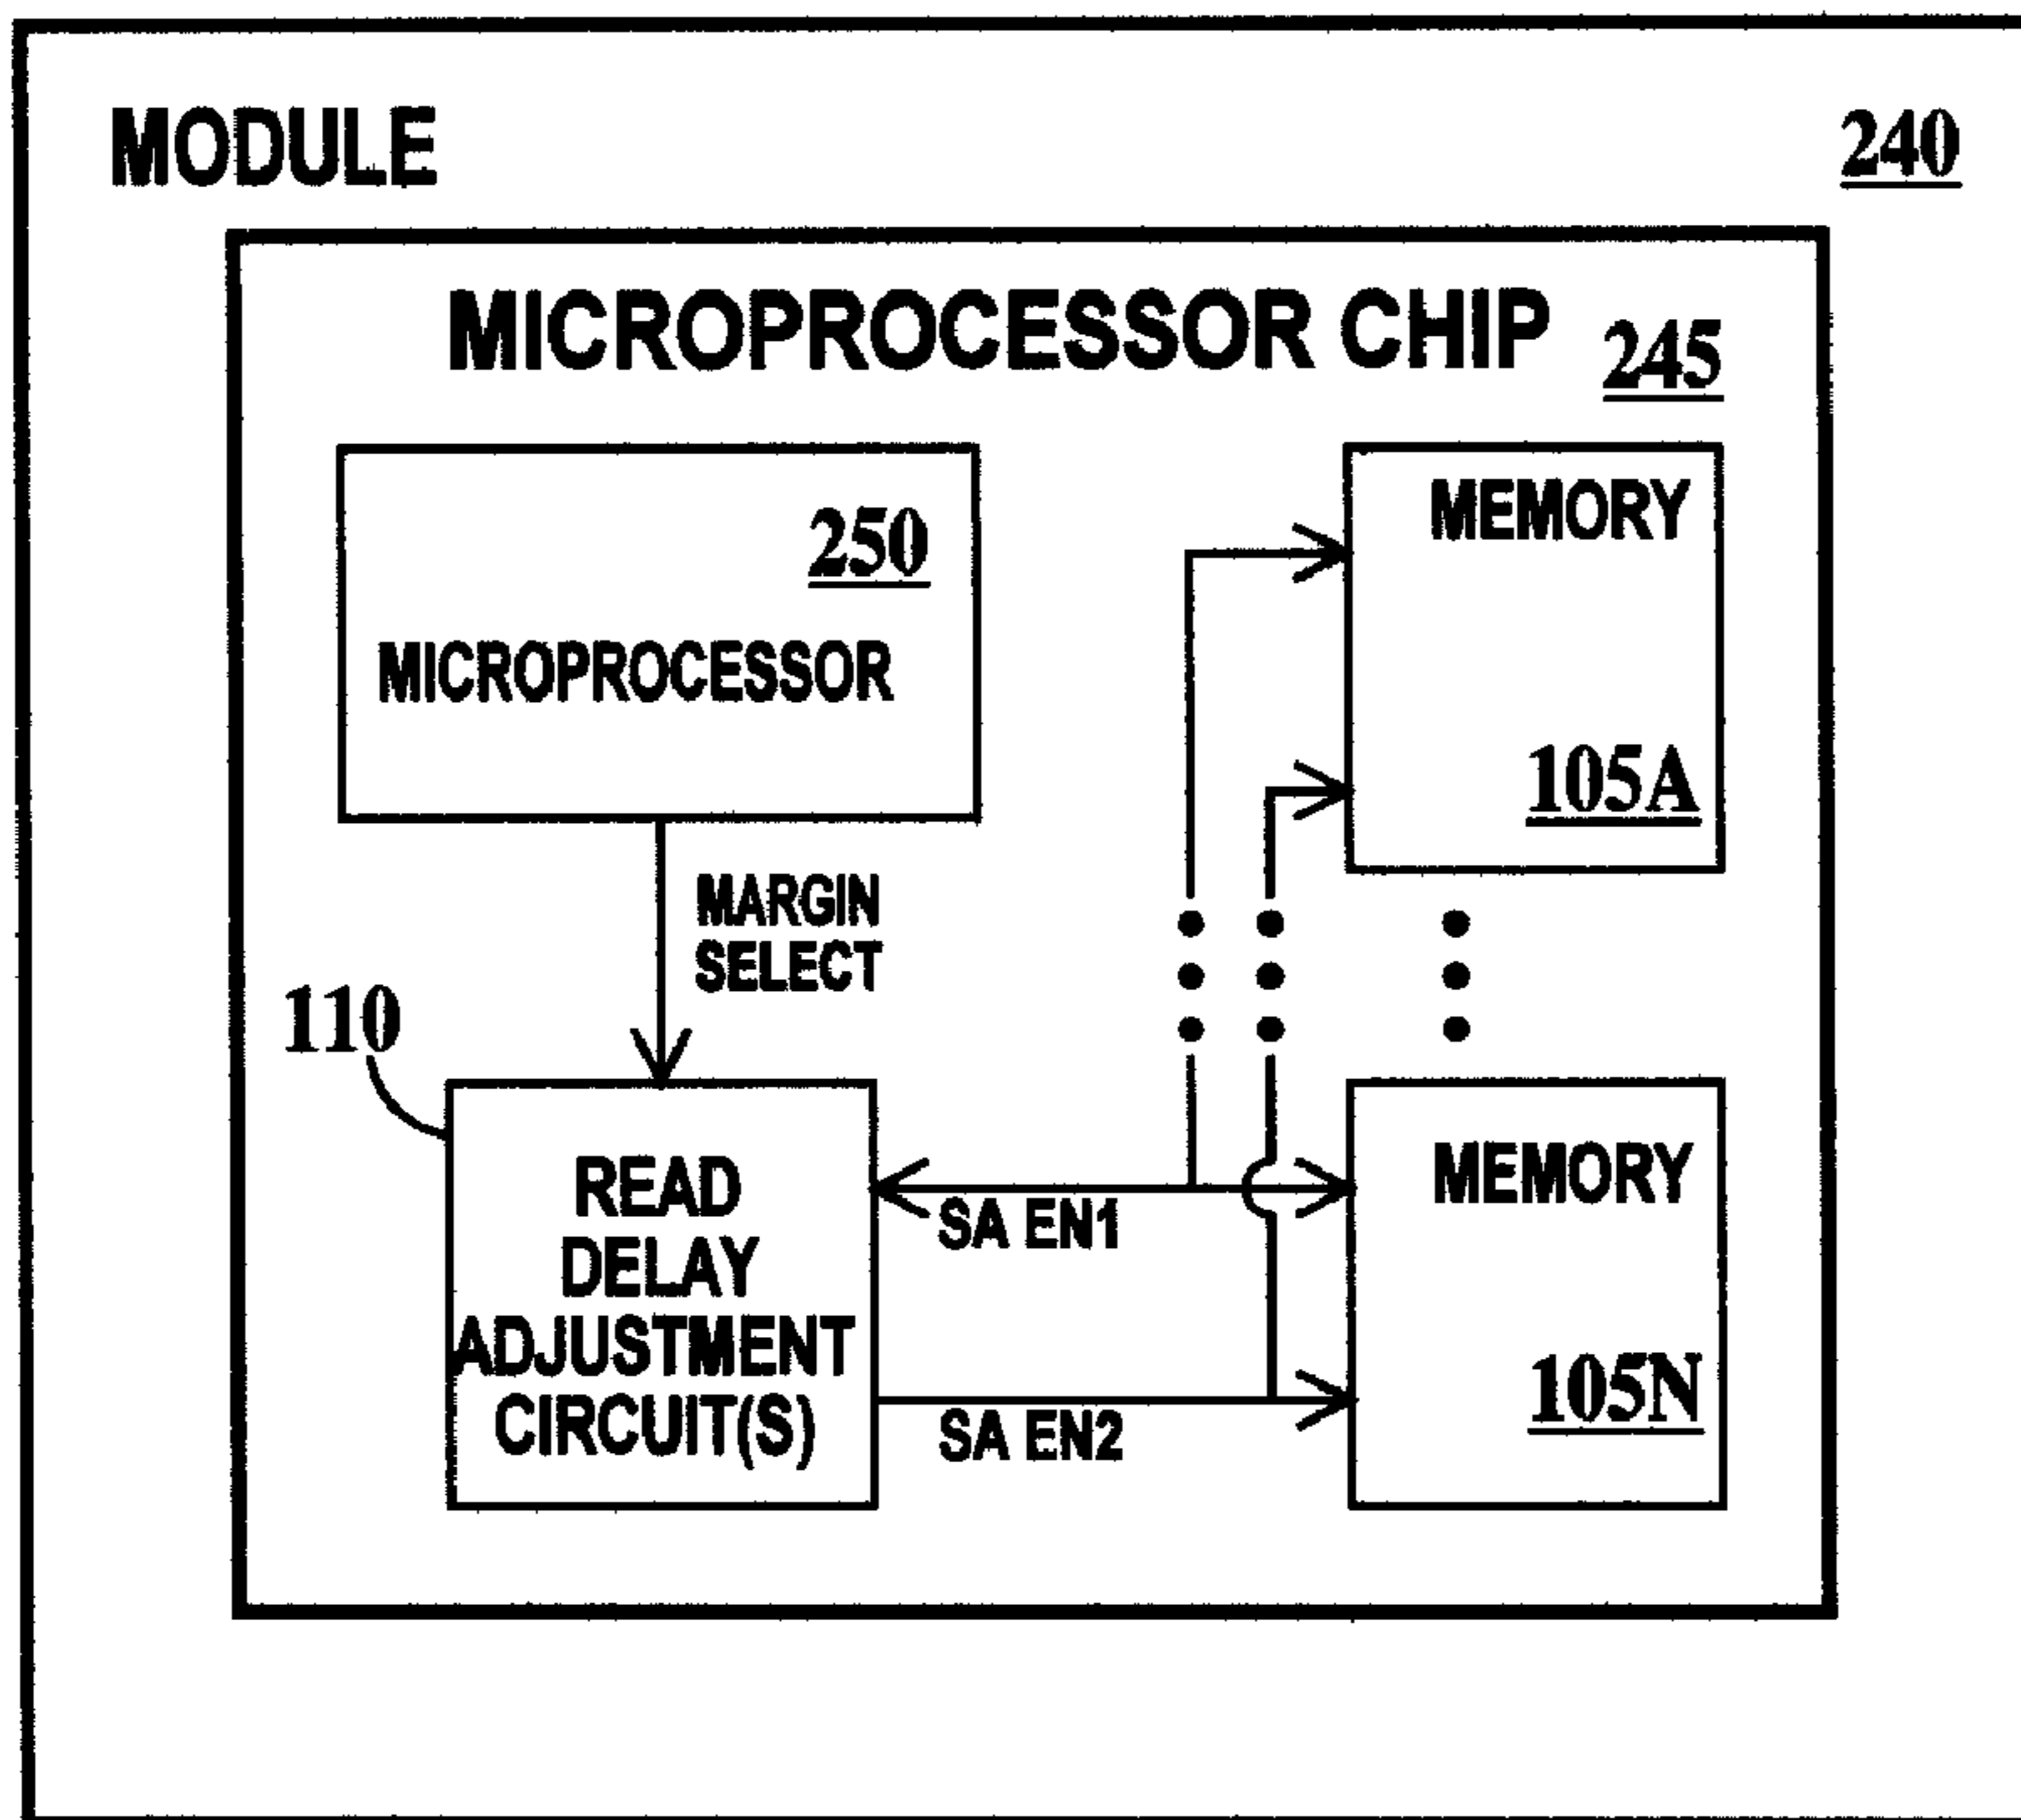 MODULE
240
MICROPROCESSOR CHIP
245
250
MICROPROCESSOR
MEMORY
105A
MARGIN
SELECT
110
READ
DELAY
ADJUSTMENT
CIRCUIT(S)
SA EN1
SA EN2
MEMORY
105N